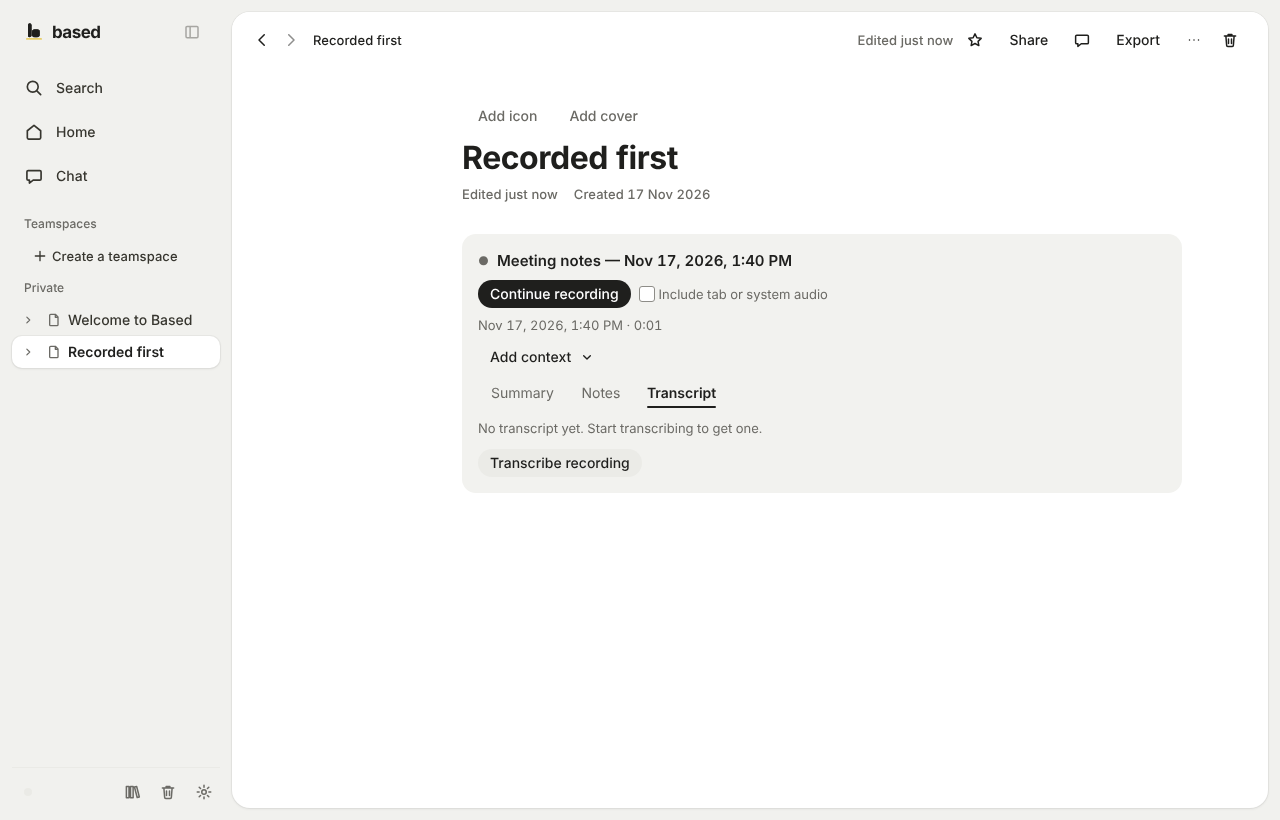 based
Search
Home
Chat
Teamspaces
Create a teamspace
Private
Welcome to Based
Recorded first
Recorded first
Edited just now
Share
Export
Add icon
Add cover
Recorded first
Edited just now Created 17 Nov 2026
Meeting notes — Nov 17, 2026, 1:40 PM
Continue recording
Include tab or system audio
Nov 17, 2026, 1:40 PM · 0:01
Add context
Summary Notes Transcript
No transcript yet. Start transcribing to get one.
Transcribe recording